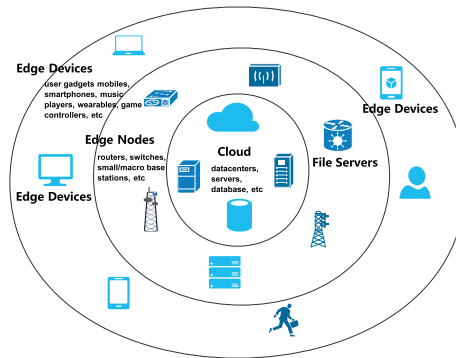 Edge Devices
user gadgets mobiles,
smartphones, music
players, wearables, game
controllers, etc
Edge Devices
Edge Nodes
routers, switches,
small/macro base
stations, etc
Cloud
datacenters,
servers,
database, etc
File Servers
Edge Devices